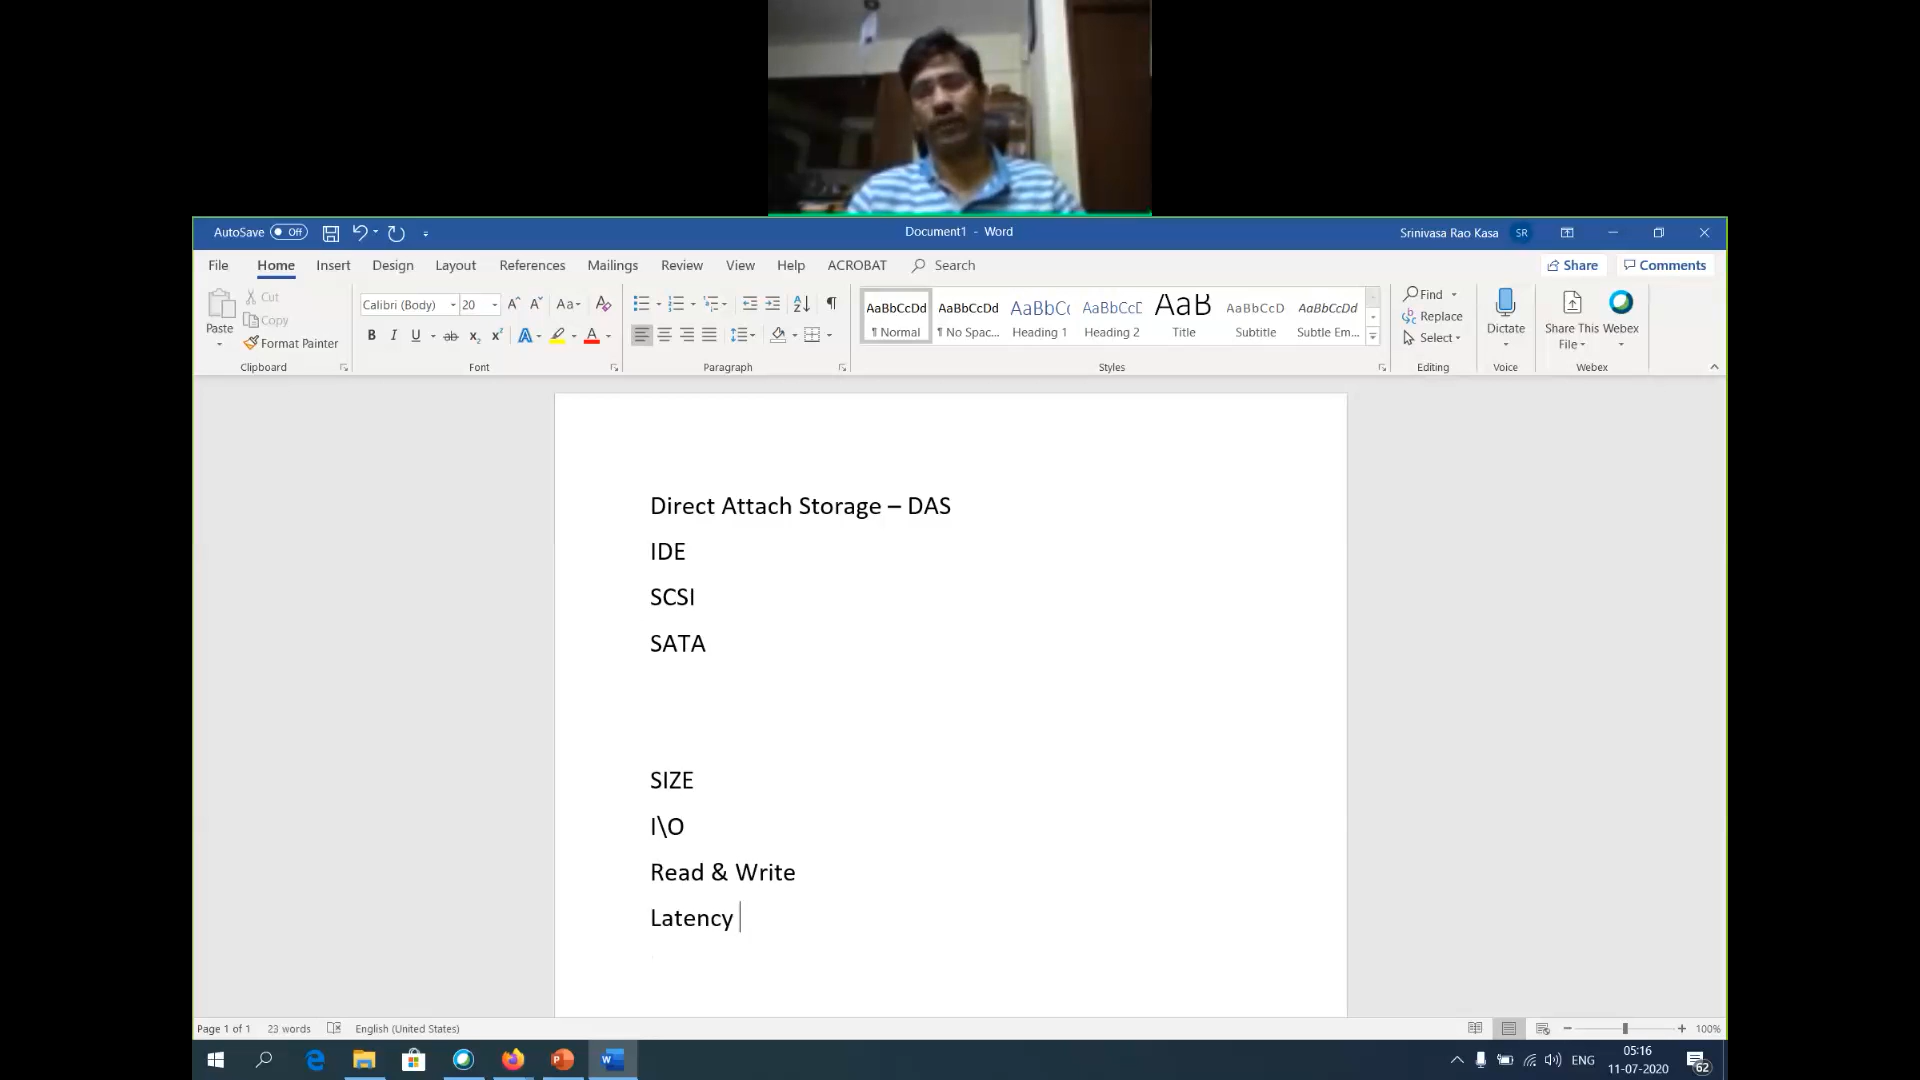 AutoSave Off
Document1 - Word
Srinivasa Rao Kasa SR
File Home Insert Design Layout References Mailings Review View Help ACROBAT Search
Share Comments
Paste
Cut
Copy
Format Painter
Clipboard
Calibri (Body) 20
Font
Paragraph
AaBbCcDd AaBbCcDd AaBbCc AaBbCcD AaB AaBbCcD AaBbCcDd
¶ Normal ¶ No Spac... Heading 1 Heading 2 Title Subtitle Subtle Em...
Styles
Find
Replace
Select
Editing
Dictate
Voice
Share This File
Webex
Webex
Direct Attach Storage – DAS
IDE
SCSI
SATA
SIZE
I\O
Read & Write
Latency
Page 1 of 1 23 words English (United States)
100%
ENG
05:16
11-07-2020
62